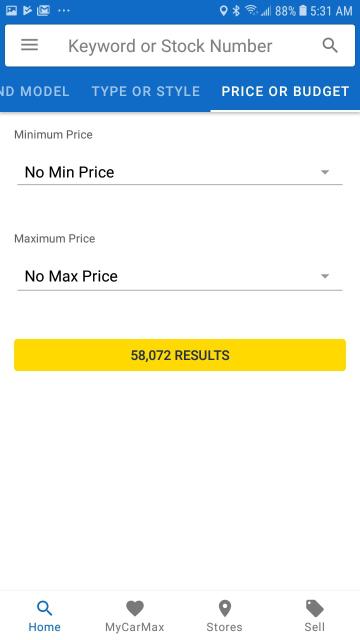 88% 5:31 AM
Keyword or Stock Number
ND MODEL TYPE OR STYLE PRICE OR BUDGET
Minimum Price
No Min Price
Maximum Price
No Max Price
58,072 RESULTS
Home MyCarMax Stores Sell